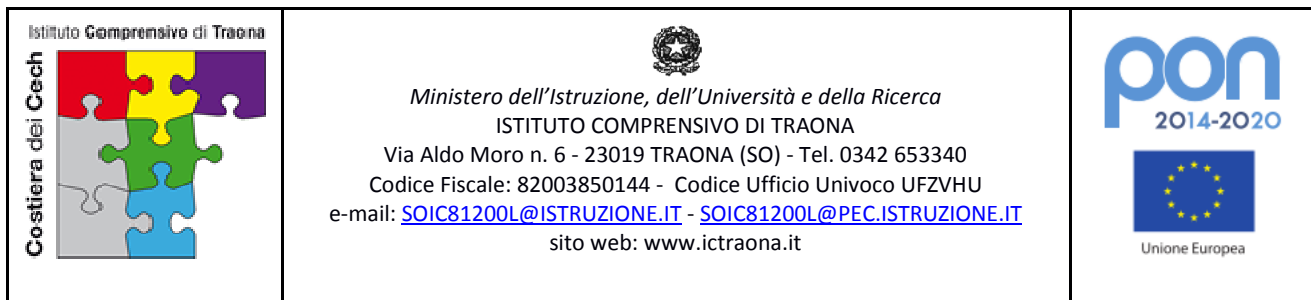 Istituto Comprensivo di Traona
Costiera dei Cech
Ministero dell'Istruzione, dell'Università e della Ricerca
ISTITUTO COMPRENSIVO DI TRAONA
Via Aldo Moro n. 6 - 23019 TRAONA (SO) - Tel. 0342 653340
Codice Fiscale: 82003850144 - Codice Ufficio Univoco UFZVHU
e-mail: SOIC81200L@ISTRUZIONE.IT - SOIC81200L@PEC.ISTRUZIONE.IT
sito web: www.ictraona.it
pon
2014-2020
Unione Europea